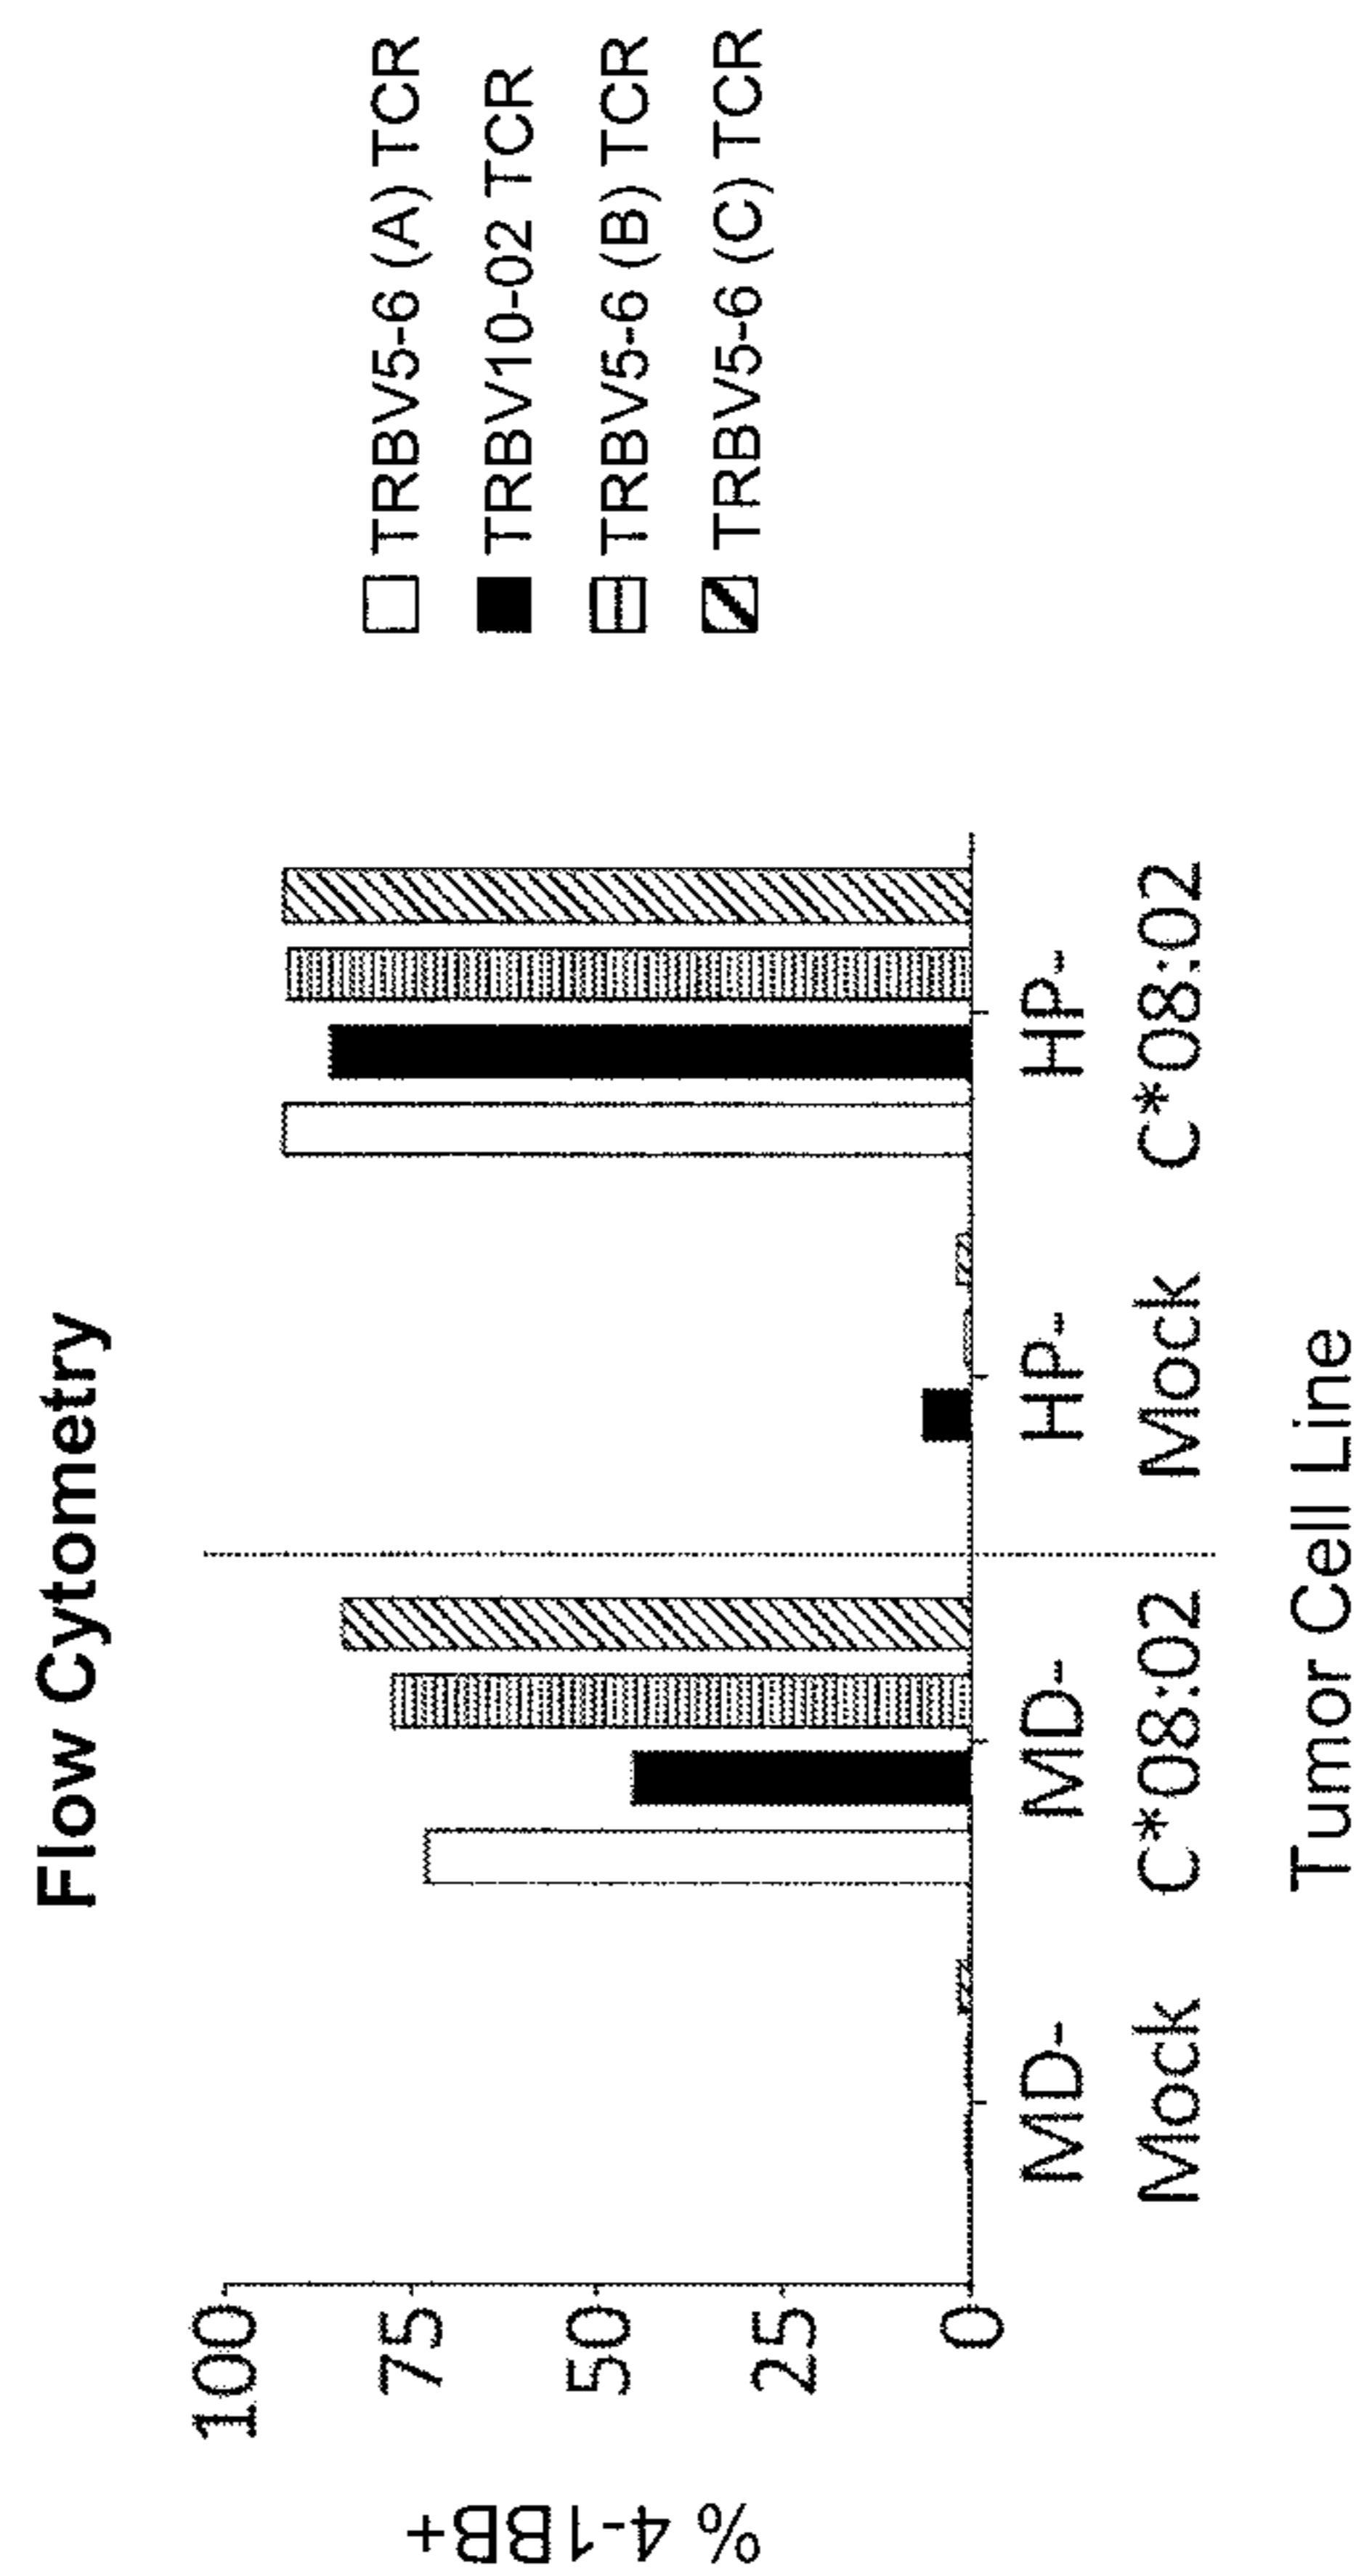 Flow Cytometry
% 4-1BB+
100
75
50
25
0
MD-
Mock
MD-
C*08:02
HP-
Mock
HP-
C*08:02
Tumor Cell Line
TRBV5-6 (A) TCR
TRBV10-02 TCR
TRBV5-6 (B) TCR
TRBV5-6 (C) TCR